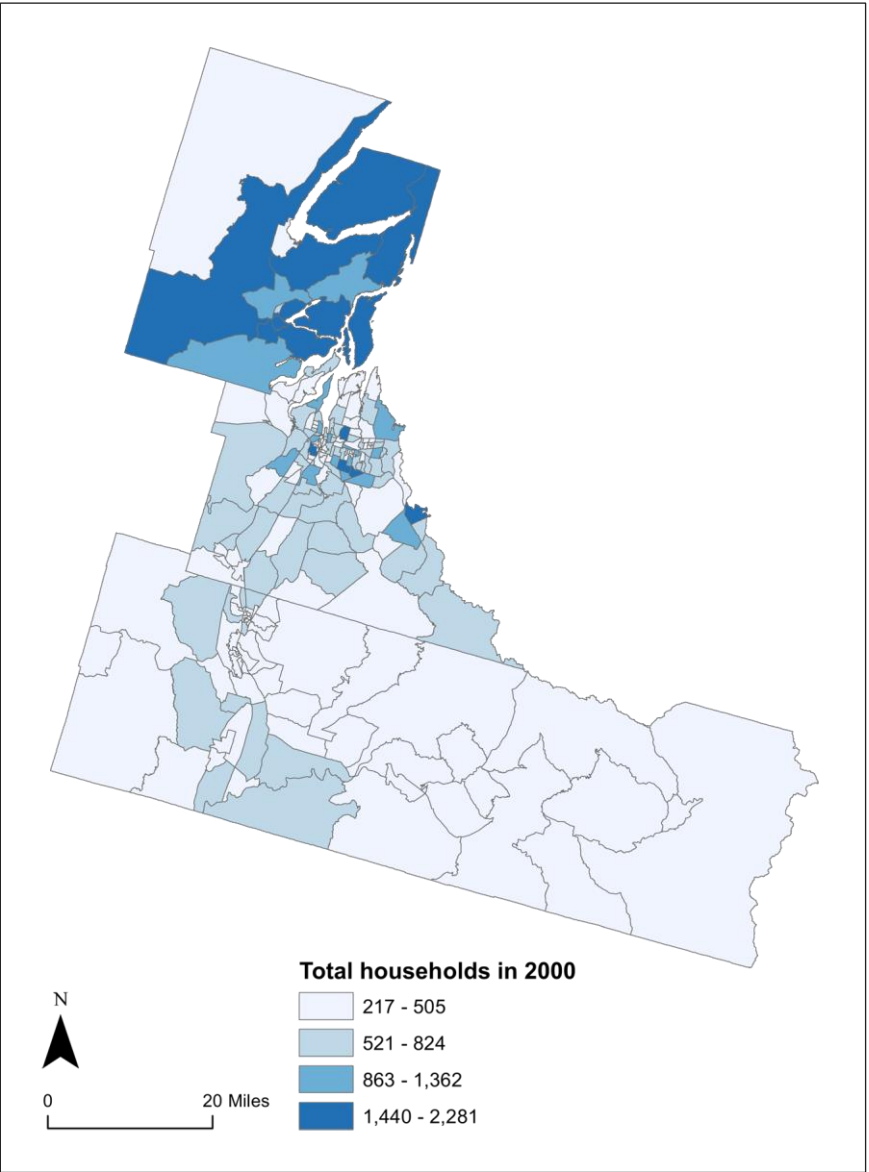 Total households in 2000
217 - 505
521 - 824
863 - 1,362
1,440 - 2,281
N
0 20 Miles